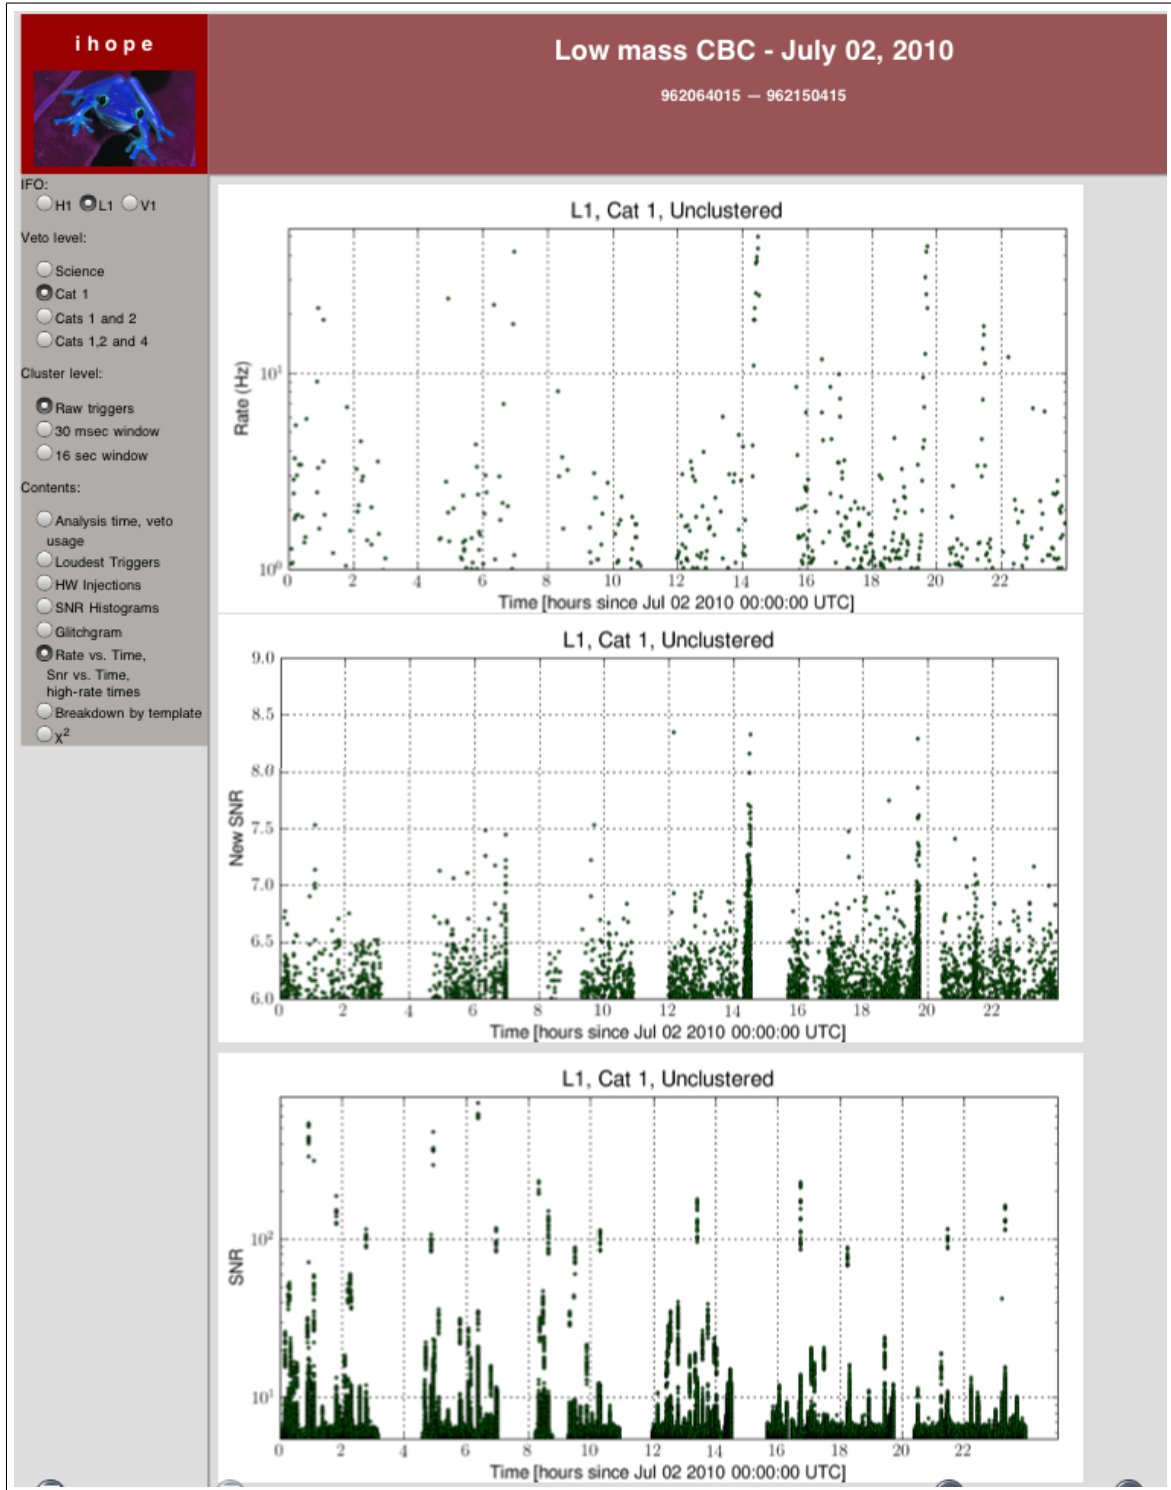 ihope
Low mass CBC - July 02, 2010
962064015 — 962150415
IFO:
H1 L1 V1
Veto level:
Science
Cat 1
Cats 1 and 2
Cats 1,2 and 4
Cluster level:
Raw triggers
30 msec window
16 sec window
Contents:
Analysis time, veto
usage
Loudest Triggers
HW Injections
SNR Histograms
Glitchgram
Rate vs. Time,
Snr vs. Time,
high-rate times
Breakdown by template
χ²
L1, Cat 1, Unclustered
Rate (Hz)
10¹
10⁰
0 2 4 6 8 10 12 14 16 18 20 22
Time [hours since Jul 02 2010 00:00:00 UTC]
L1, Cat 1, Unclustered
New SNR
9.0
8.5
8.0
7.5
7.0
6.5
6.0
0 2 4 6 8 10 12 14 16 18 20 22
Time [hours since Jul 02 2010 00:00:00 UTC]
L1, Cat 1, Unclustered
SNR
10²
10¹
0 2 4 6 8 10 12 14 16 18 20 22
Time [hours since Jul 02 2010 00:00:00 UTC]